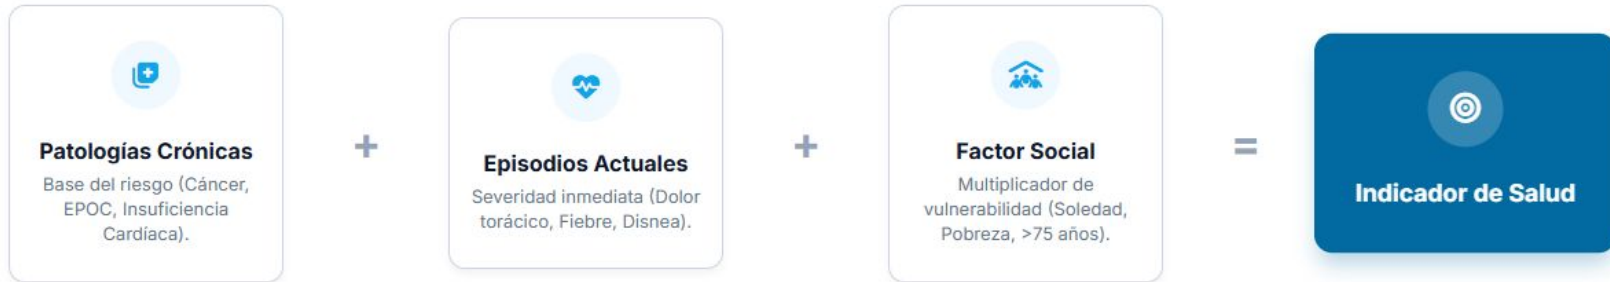 Patologías Crónicas
Base del riesgo (Cáncer,
EPOC, Insuficiencia
Cardíaca).
+
Episodios Actuales
Severidad inmediata (Dolor
torácico, Fiebre, Disnea).
+
Factor Social
Multiplicador de
vulnerabilidad (Soledad,
Pobreza, >75 años).
=
Indicador de Salud